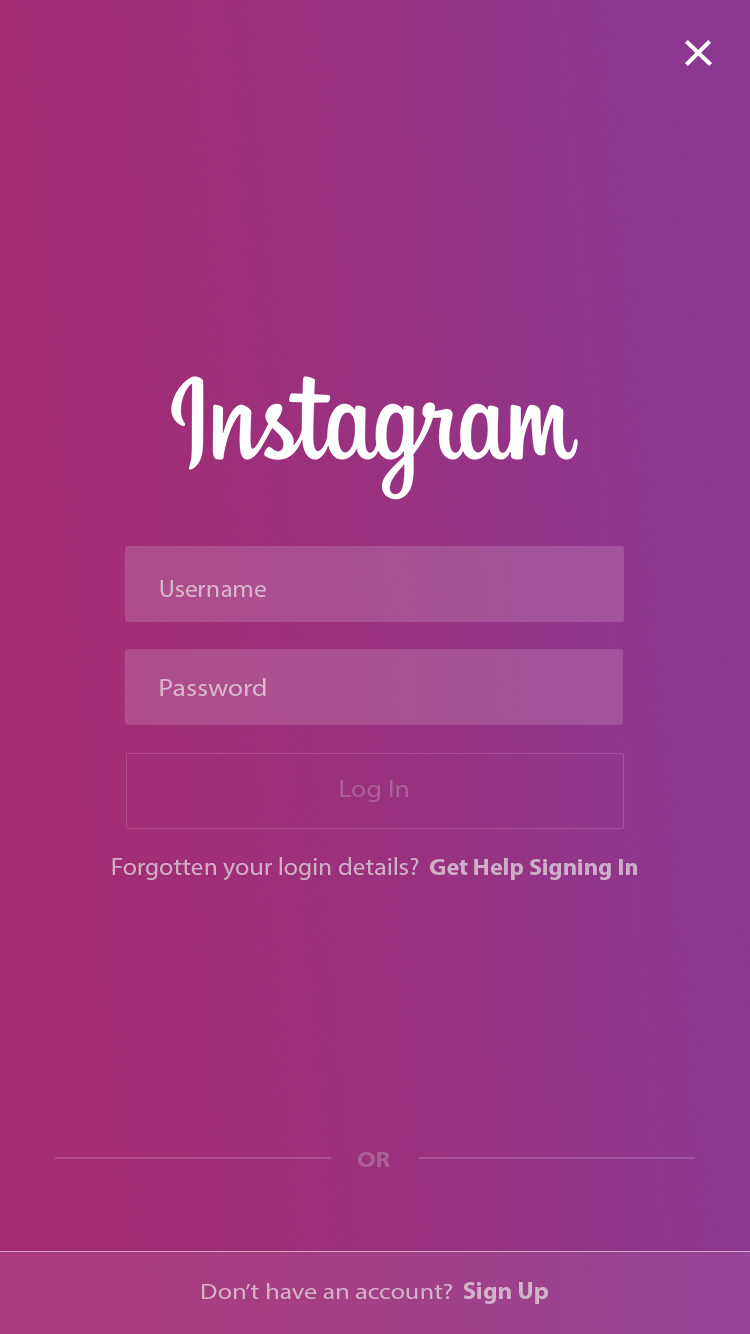 Instagram
Username
Password
Log In
Forgotten your login details? Get Help Signing In
OR
Don’t have an account? Sign Up